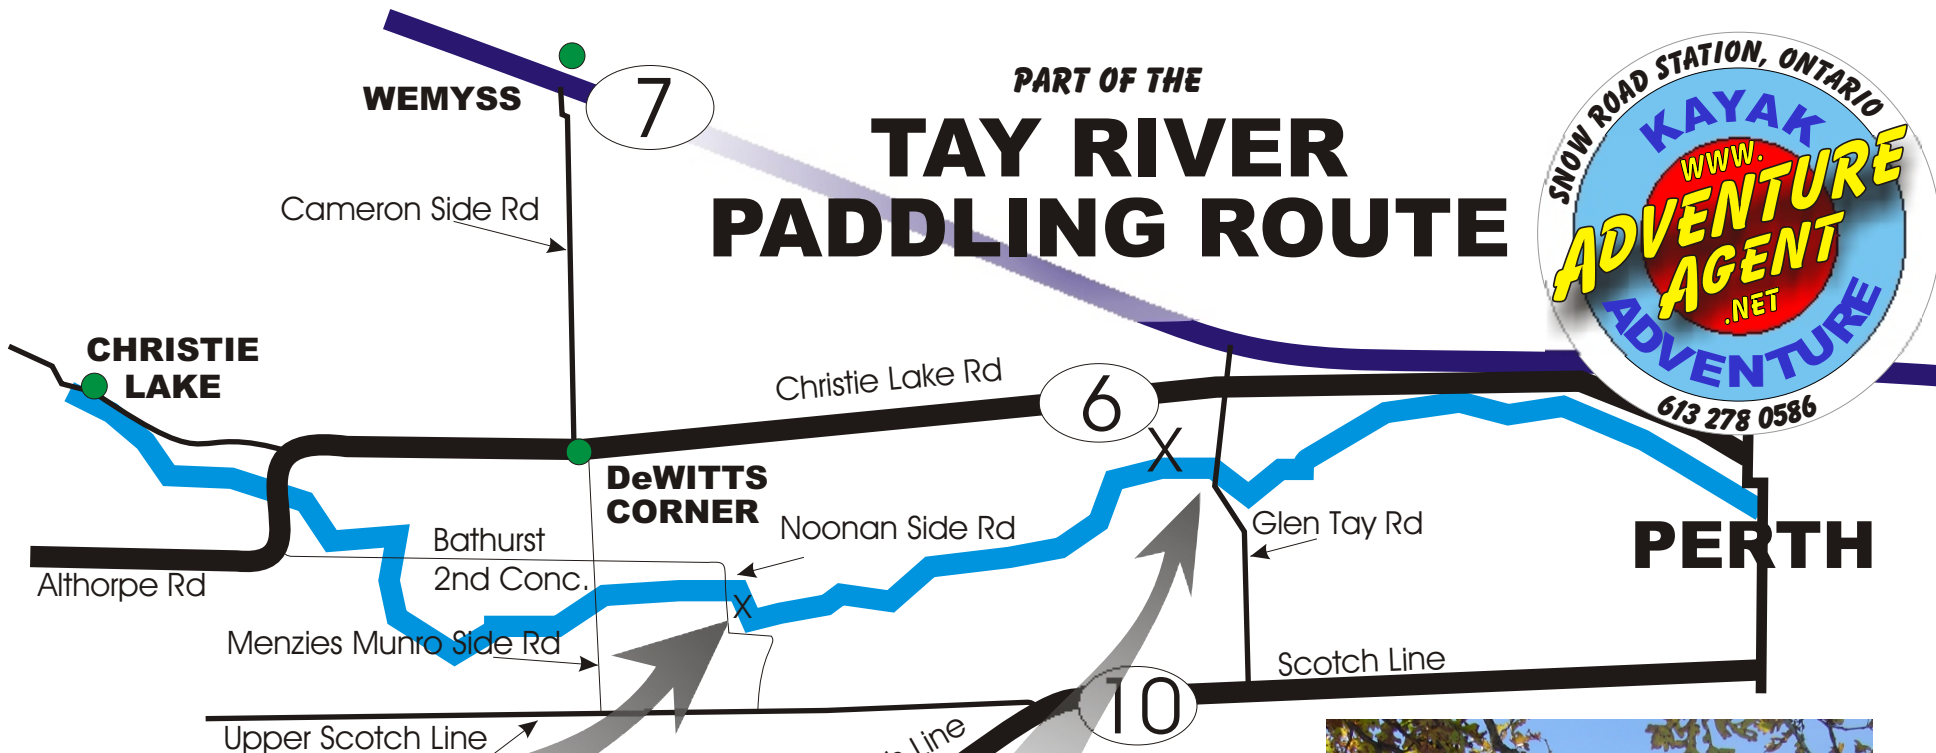 PART OF THE
TAY RIVER
PADDLING ROUTE
SNOW ROAD STATION, ONTARIO
KAYAK
WWW.
ADVENTURE
AGENT
.NET
ADVENTURE
613 278 0586
WEMYSS
7
Cameron Side Rd
CHRISTIE
LAKE
Christie Lake Rd
6
X
DeWITTS
CORNER
Noonan Side Rd
Glen Tay Rd
PERTH
Bathurst
2nd Conc.
Althorpe Rd
X
Menzies Munro Side Rd
Scotch Line
10
Upper Scotch Line
Line